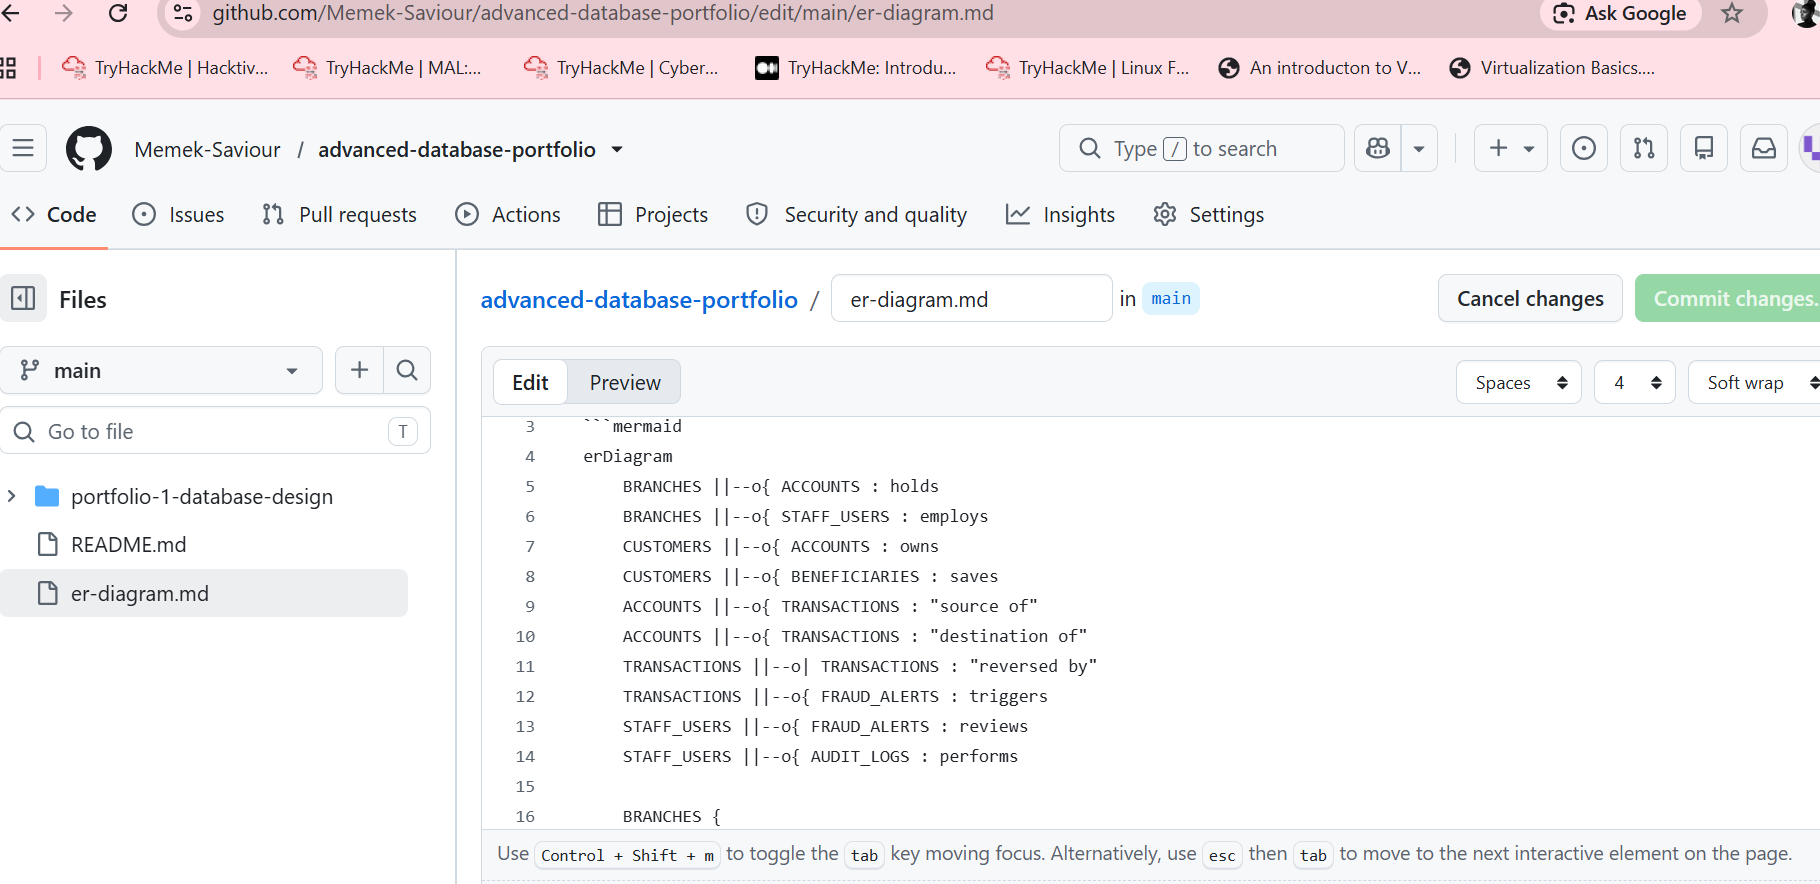 github.com/Memek-Saviour/advanced-database-portfolio/edit/main/er-diagram.md
Ask Google
TryHackMe | Hacktiv...
TryHackMe | MAL:...
TryHackMe | Cyber...
TryHackMe: Introdu...
TryHackMe | Linux F...
An introducton to V...
Virtualization Basics....
Memek-Saviour / advanced-database-portfolio
Type / to search
Code
Issues
Pull requests
Actions
Projects
Security and quality
Insights
Settings
Files
main
Go to file
T
portfolio-1-database-design
README.md
er-diagram.md
advanced-database-portfolio / er-diagram.md in main
Cancel changes
Commit changes.
Edit
Preview
Spaces
4
Soft wrap
3 ```mermaid
4 erDiagram
5 BRANCHES ||--o{ ACCOUNTS : holds
6 BRANCHES ||--o{ STAFF_USERS : employs
7 CUSTOMERS ||--o{ ACCOUNTS : owns
8 CUSTOMERS ||--o{ BENEFICIARIES : saves
9 ACCOUNTS ||--o{ TRANSACTIONS : "source of"
10 ACCOUNTS ||--o{ TRANSACTIONS : "destination of"
11 TRANSACTIONS ||--o| TRANSACTIONS : "reversed by"
12 TRANSACTIONS ||--o{ FRAUD_ALERTS : triggers
13 STAFF_USERS ||--o{ FRAUD_ALERTS : reviews
14 STAFF_USERS ||--o{ AUDIT_LOGS : performs
15
16 BRANCHES {
Use Control + Shift + m to toggle the tab key moving focus. Alternatively, use esc then tab to move to the next interactive element on the page.